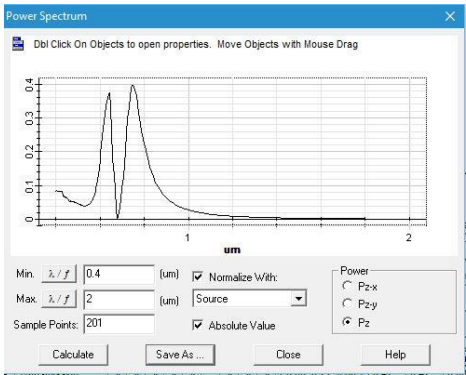 Power Spectrum
Dbl Click On Objects to open properties. Move Objects with Mouse Drag
0.4
0.3
0.2
0.1
0
1
2
um
Min. λ / f 0.4 (um) Normalize With: Power
Max. λ / f 2 (um) Source Pz-x
Pz-y
Sample Points: 201 Absolute Value Pz
Calculate Save As ... Close Help